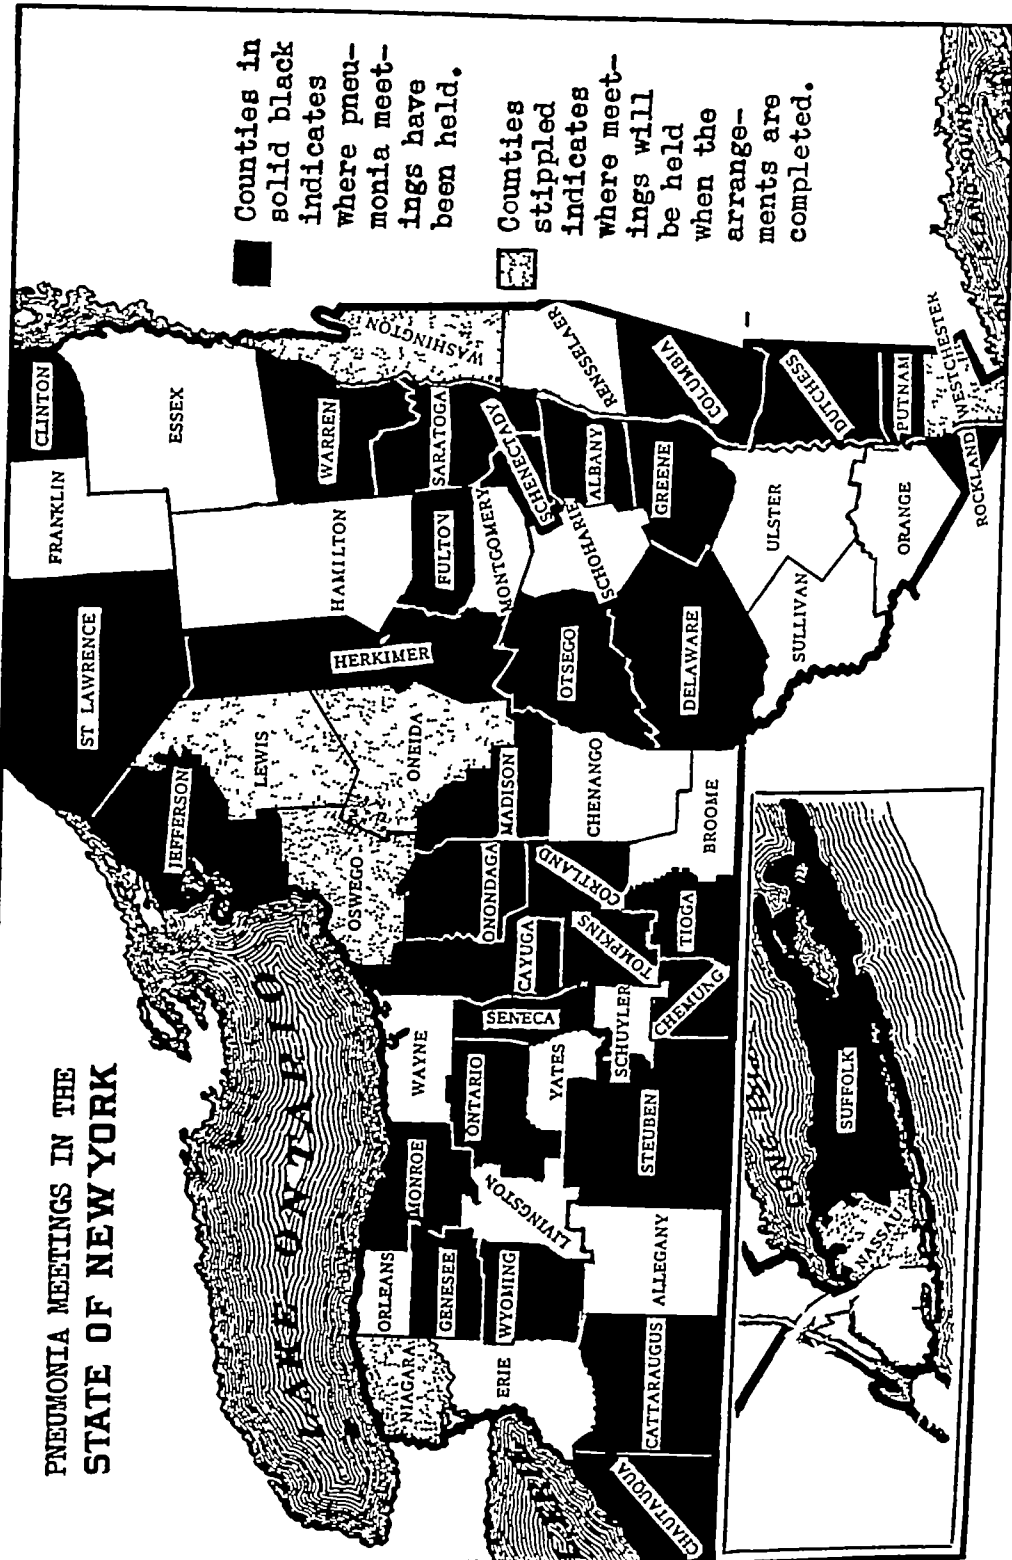 PNEUMONIA MEETINGS IN THE
STATE OF NEW YORK
Counties in
solid black
indicates
where pneu-
monia meet-
ings have
been held.
Counties
stippled
indicates
where meet-
ings will
be held
when the
arrange-
ments are
completed.
CLINTON
FRANKLIN
ST LAWRENCE
ESSEX
JEFFERSON
LEWIS
HAMILTON
WARREN
WASHINGTON
HERKIMER
LAKE ONTARIO
OSWEGO
ONEIDA
FULTON
SARATOGA
MONTGOMERY
SCHENECTADY
NIAGARA
ORLEANS
MONROE
WAYNE
GENESEE
ONTARIO
SENECA
CAYUGA
ONONDAGA
MADISON
OTSEGO
SCHOHARIE
ALBANY
RENSSELAER
ERIE
WYOMING
LIVINGSTON
YATES
SCHUYLER
TOMPKINS
CORTLAND
CHENANGO
DELAWARE
GREENE
COLUMBIA
CHAUTAUQUA
CATTARAUGUS
ALLEGANY
STEUBEN
CHEMUNG
TIOGA
BROOME
SULLIVAN
ULSTER
DUTCHESS
ORANGE
PUTNAM
ROCKLAND
WESTCHESTER
SUFFOLK
NASSAU
LONG ISLAND SOUND